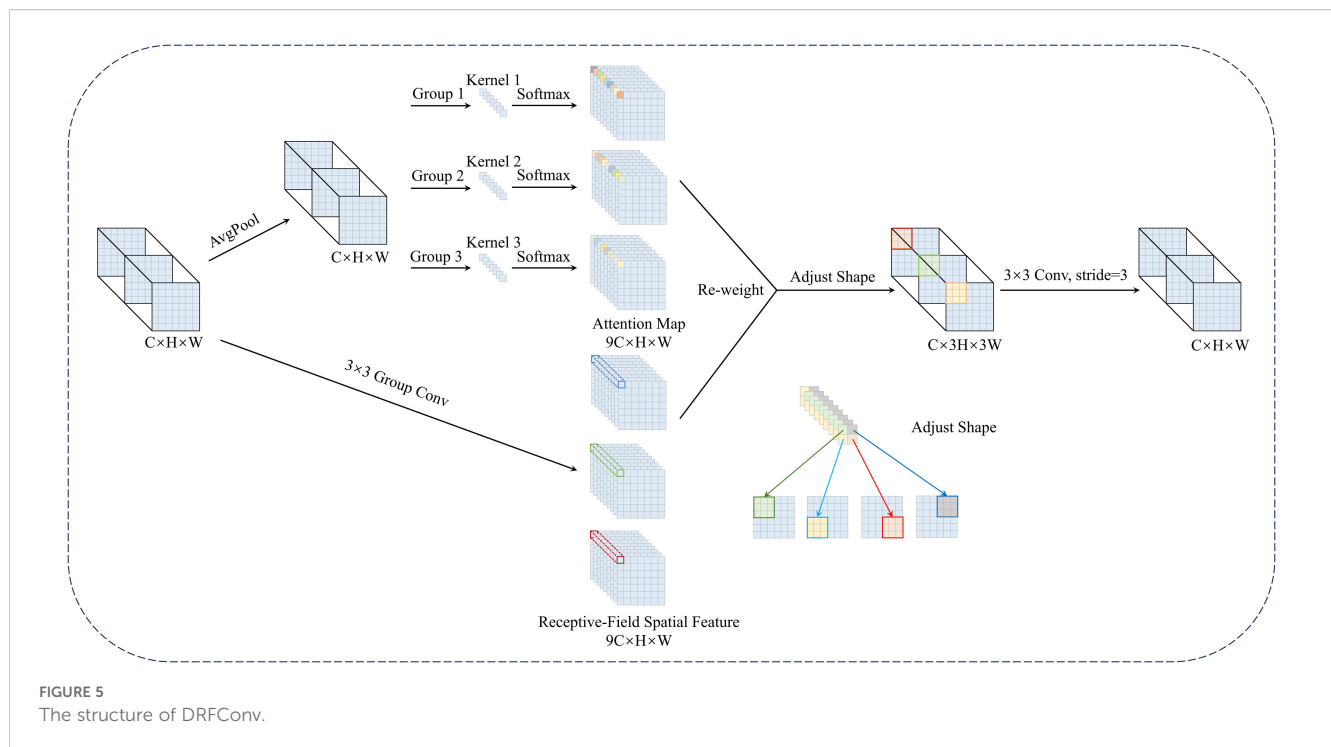 Kernel 1
Group 1
Softmax
Kernel 2
Group 2
Softmax
AvgPool
C×H×W
Kernel 3
Group 3
Softmax
C×H×W
Attention Map
9C×H×W
3×3 Group Conv
Re-weight
Adjust Shape
C×3H×3W
3×3 Conv, stride=3
C×H×W
Adjust Shape
Receptive-Field Spatial Feature
9C×H×W
FIGURE 5
The structure of DRFConv.